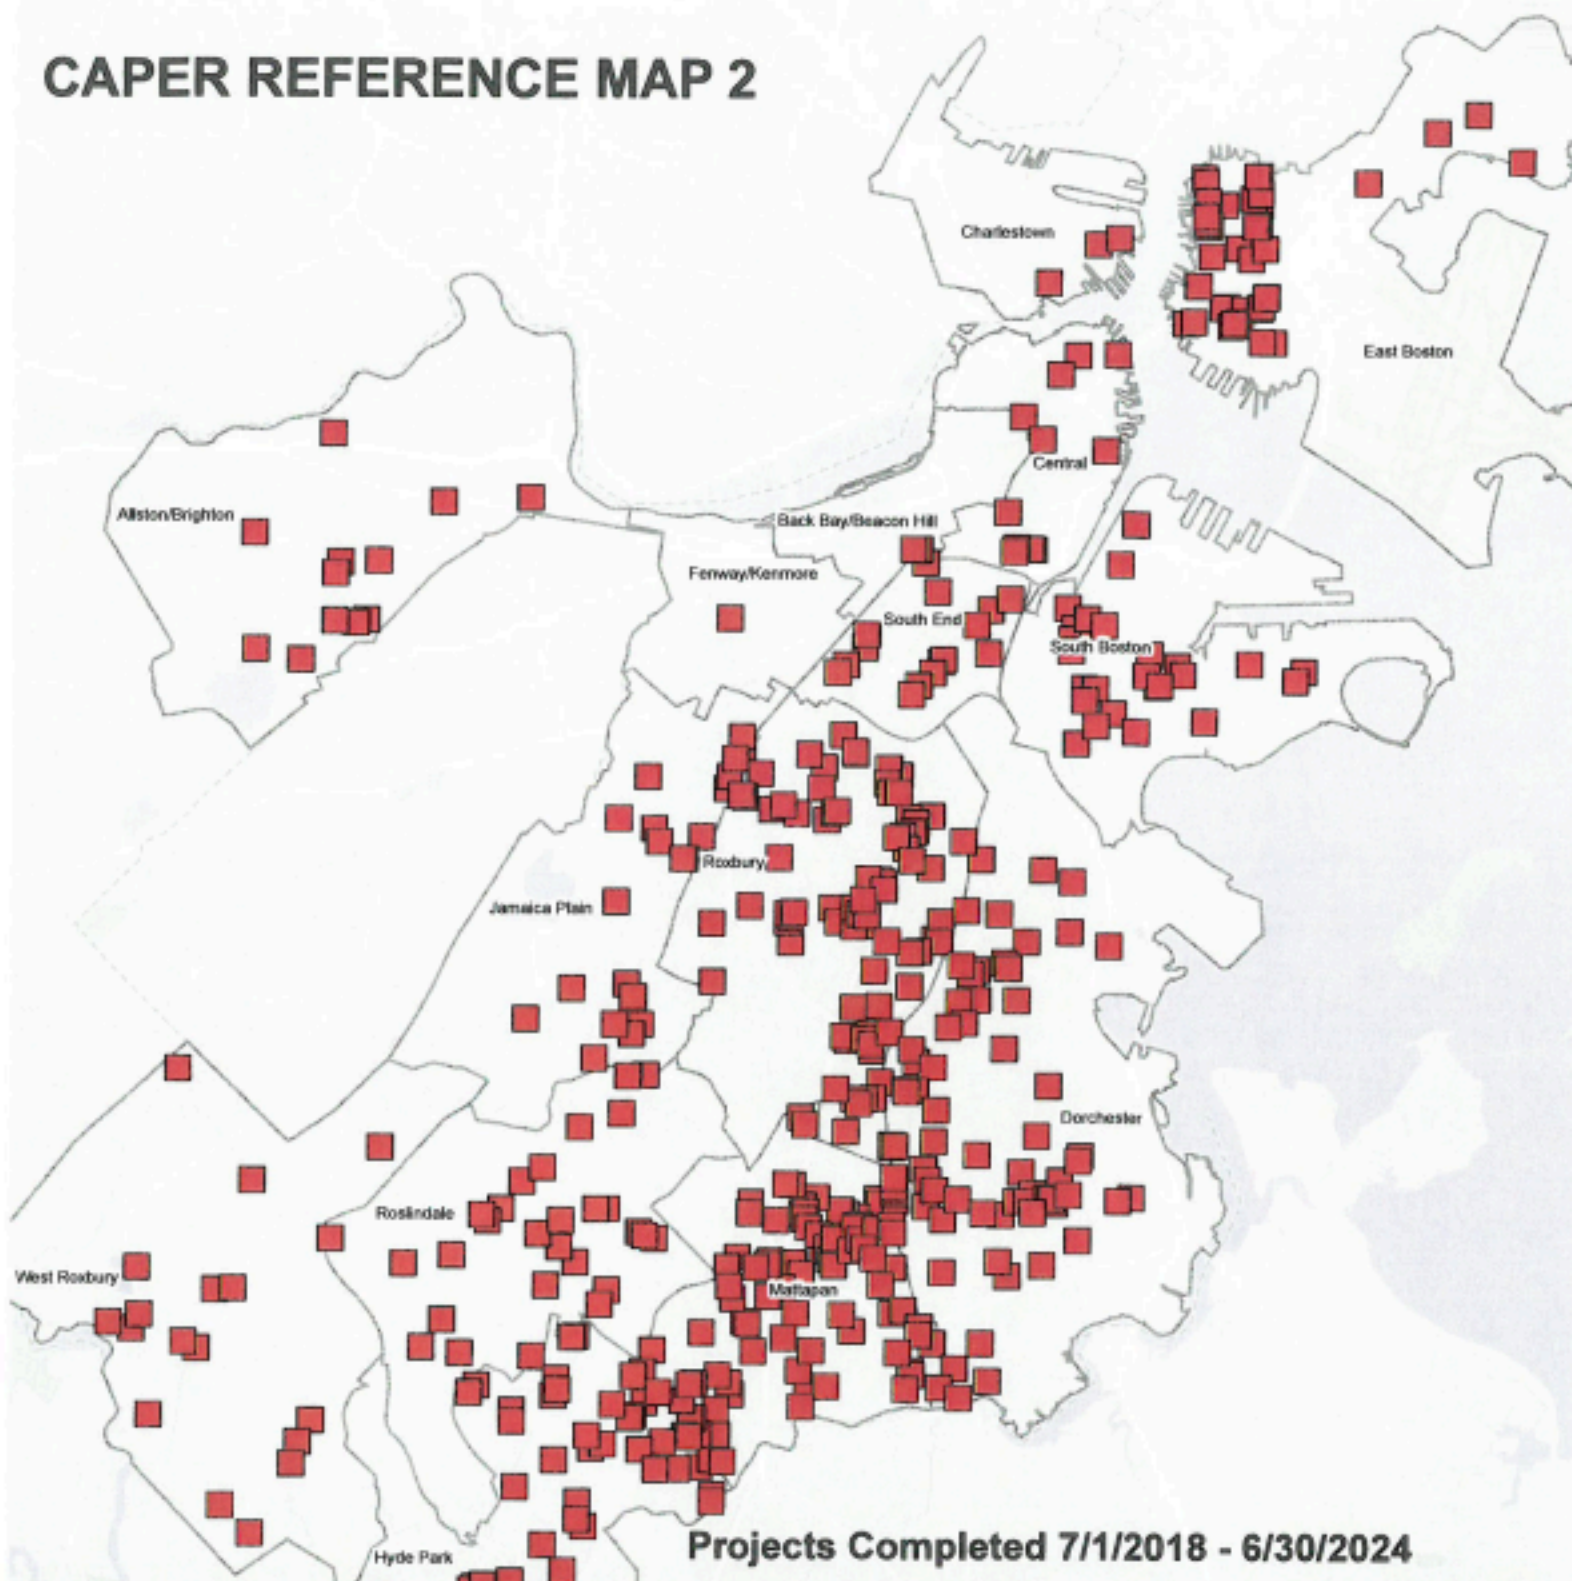 CAPER REFERENCE MAP 2
Charlestown
East Boston
Central
Allston/Brighton
Back Bay/Beacon Hill
Fenway/Kenmore
South End
South Boston
Roxbury
Jamaica Plain
Dorchester
Roslindale
West Roxbury
Mattapan
Projects Completed 7/1/2018 - 6/30/2024
Hyde Park